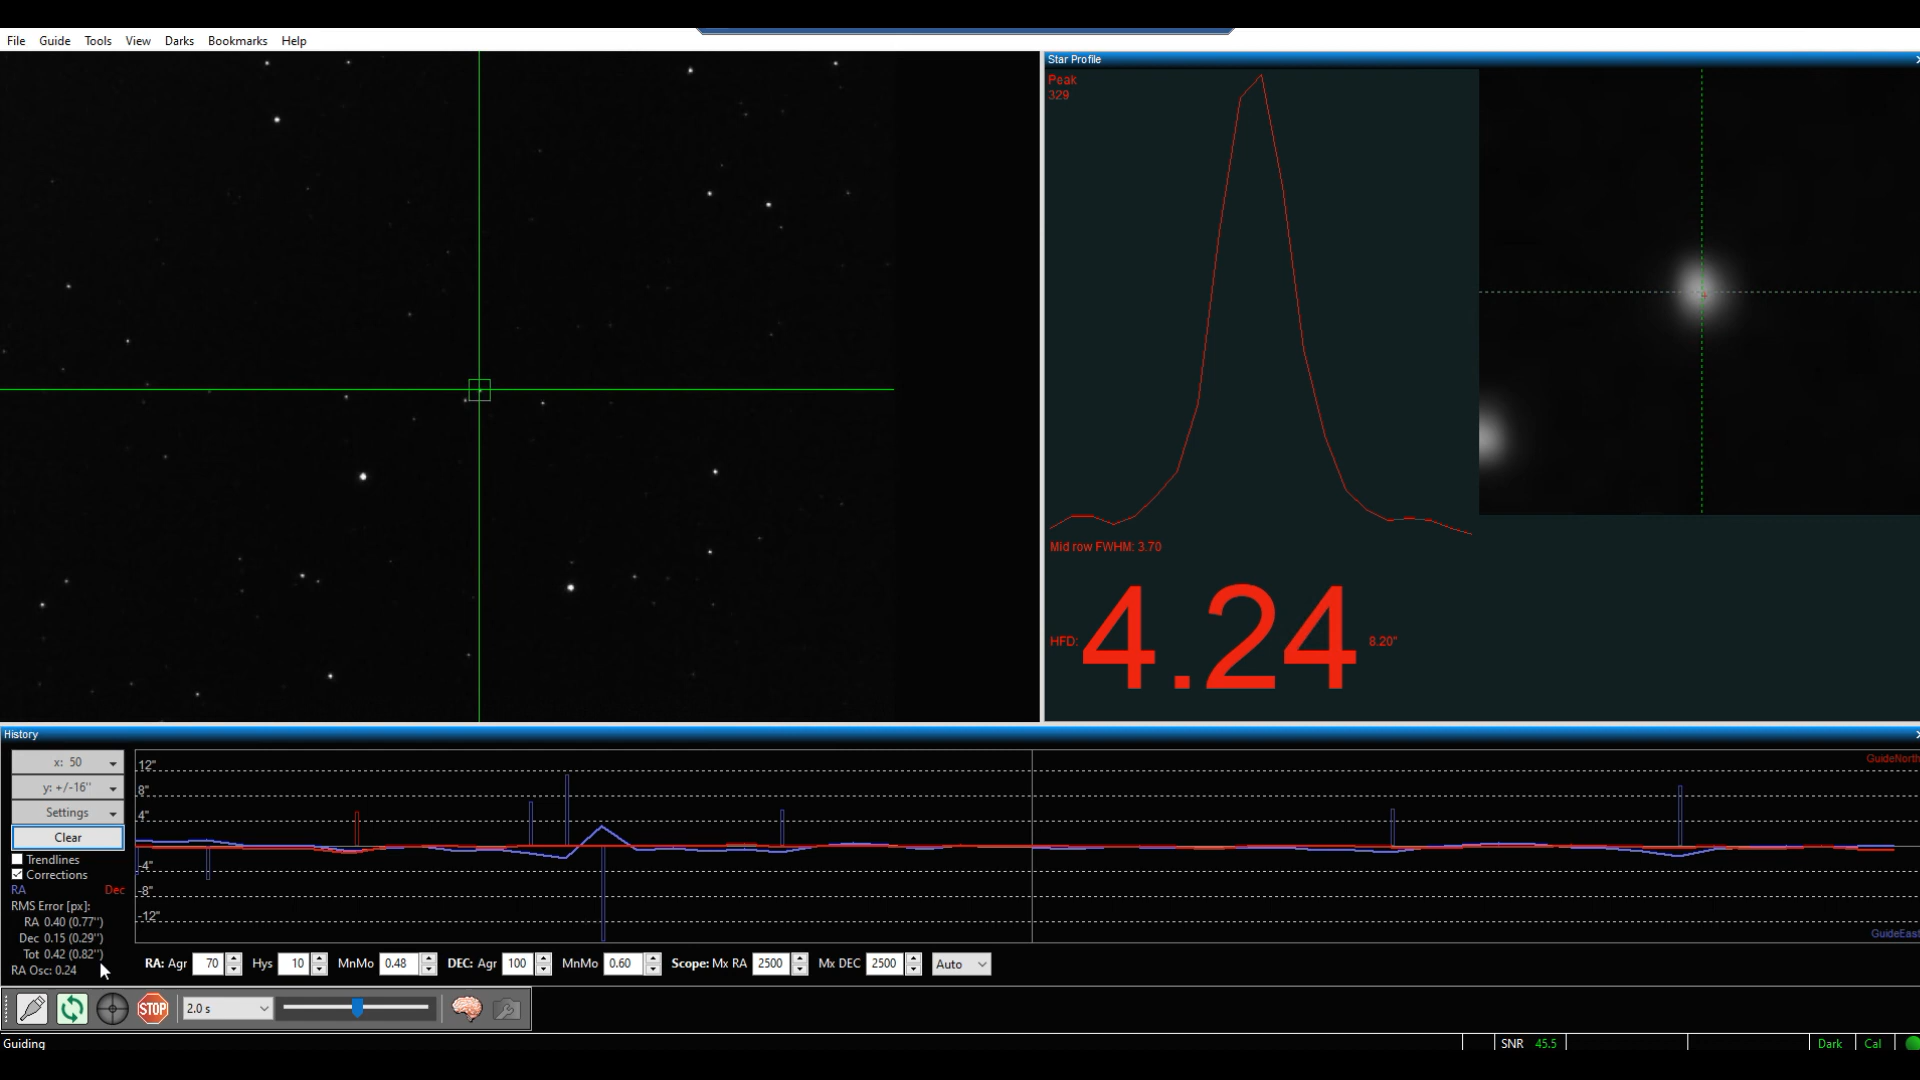 File Guide Tools View Darks Bookmarks Help
Star Profile
Peak
329
Mid row FWHM: 3.70
HFD: 4.24 8.20"
History
x: 50
y: +/-16"
Settings
Clear
Trendlines
Corrections
RA Dec
RMS Error [px]:
RA 0.40 (0.77")
Dec 0.15 (0.29")
Tot 0.42 (0.82")
RA Osc: 0.24
12"
8"
4"
-4"
-8"
-12"
GuideNorth
GuideEast
RA: Agr 70 Hys 10 MnMo 0.48 DEC: Agr 100 MnMo 0.60 Scope: Mx RA 2500 Mx DEC 2500 Auto
STOP 2.0 s
Guiding SNR 45.5 Dark Cal